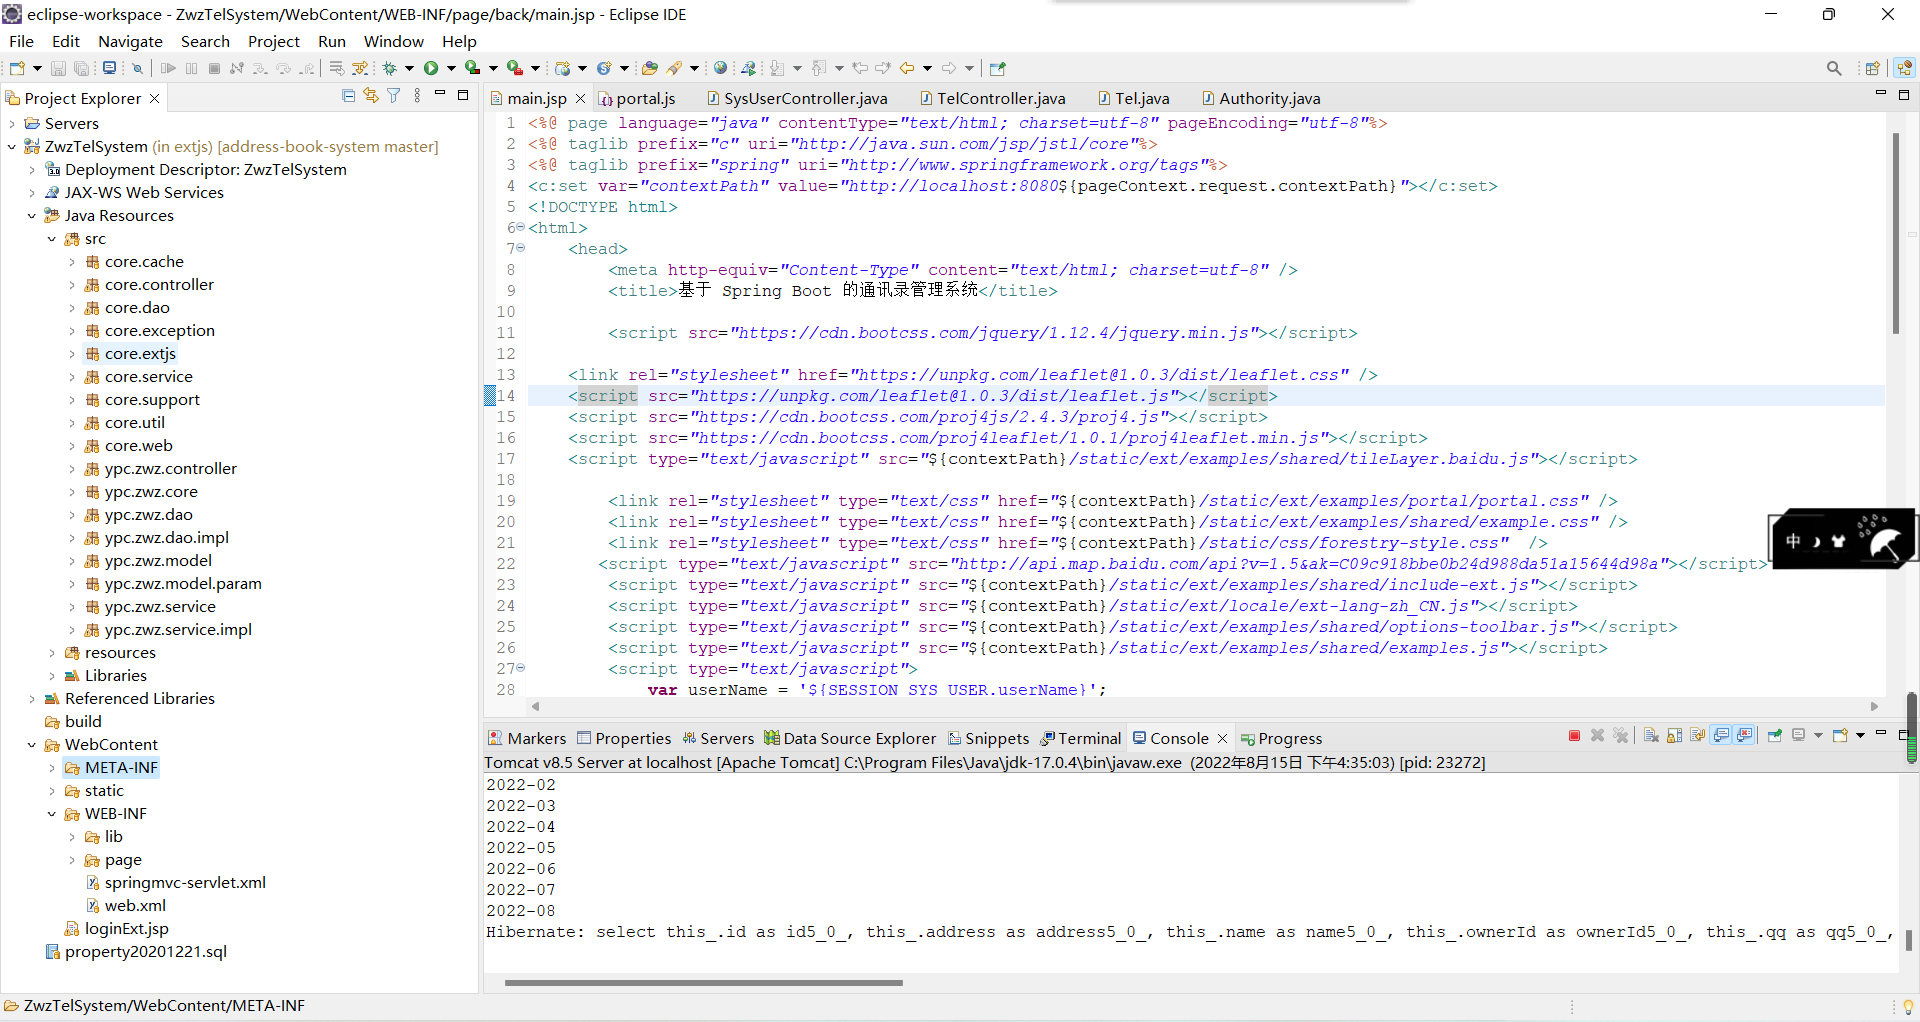 eclipse-workspace - ZwzTelSystem/WebContent/WEB-INF/page/back/main.jsp - Eclipse IDE
File Edit Navigate Search Project Run Window Help
Project Explorer
Servers
ZwzTelSystem (in extjs) [address-book-system master]
Deployment Descriptor: ZwzTelSystem
JAX-WS Web Services
Java Resources
src
core.cache
core.controller
core.dao
core.exception
core.extjs
core.service
core.support
core.util
core.web
ypc.zwz.controller
ypc.zwz.core
ypc.zwz.dao
ypc.zwz.dao.impl
ypc.zwz.model
ypc.zwz.model.param
ypc.zwz.service
ypc.zwz.service.impl
resources
Libraries
Referenced Libraries
build
WebContent
META-INF
static
WEB-INF
lib
page
springmvc-servlet.xml
web.xml
loginExt.jsp
property20201221.sql
main.jsp portal.js SysUserController.java TelController.java Tel.java Authority.java
1 <%@ page language="java" contentType="text/html; charset=utf-8" pageEncoding="utf-8"%>
2 <%@ taglib prefix="c" uri="http://java.sun.com/jsp/jstl/core"%>
3 <%@ taglib prefix="spring" uri="http://www.springframework.org/tags"%>
4 <c:set var="contextPath" value="http://localhost:8080${pageContext.request.contextPath}"></c:set>
5 <!DOCTYPE html>
6 <html>
7 <head>
8 <meta http-equiv="Content-Type" content="text/html; charset=utf-8" />
9 <title>基于 Spring Boot 的通讯录管理系统</title>
10
11 <script src="https://cdn.bootcss.com/jquery/1.12.4/jquery.min.js"></script>
12
13 <link rel="stylesheet" href="https://unpkg.com/leaflet@1.0.3/dist/leaflet.css" />
14 <script src="https://unpkg.com/leaflet@1.0.3/dist/leaflet.js"></script>
15 <script src="https://cdn.bootcss.com/proj4js/2.4.3/proj4.js"></script>
16 <script src="https://cdn.bootcss.com/proj4leaflet/1.0.1/proj4leaflet.min.js"></script>
17 <script type="text/javascript" src="${contextPath}/static/ext/examples/shared/tileLayer.baidu.js"></script>
18
19 <link rel="stylesheet" type="text/css" href="${contextPath}/static/ext/examples/portal/portal.css" />
20 <link rel="stylesheet" type="text/css" href="${contextPath}/static/ext/examples/shared/example.css" />
21 <link rel="stylesheet" type="text/css" href="${contextPath}/static/css/forestry-style.css" />
22 <script type="text/javascript" src="http://api.map.baidu.com/api?v=1.5&ak=C09c918bbe0b24d988da51a15644d98a"></script>
23 <script type="text/javascript" src="${contextPath}/static/ext/examples/shared/include-ext.js"></script>
24 <script type="text/javascript" src="${contextPath}/static/ext/locale/ext-lang-zh_CN.js"></script>
25 <script type="text/javascript" src="${contextPath}/static/ext/examples/shared/options-toolbar.js"></script>
26 <script type="text/javascript" src="${contextPath}/static/ext/examples/shared/examples.js"></script>
27 <script type="text/javascript">
28 var userName = '${SESSION_SYS_USER.userName}';
中
Markers Properties Servers Data Source Explorer Snippets Terminal Console Progress
Tomcat v8.5 Server at localhost [Apache Tomcat] C:\Program Files\Java\jdk-17.0.4\bin\javaw.exe (2022年8月15日 下午4:35:03) [pid: 23272]
2022-02
2022-03
2022-04
2022-05
2022-06
2022-07
2022-08
Hibernate: select this_.id as id5_0_, this_.address as address5_0_, this_.name as name5_0_, this_.ownerId as ownerId5_0_, this_.qq as qq5_0_,
ZwzTelSystem/WebContent/META-INF